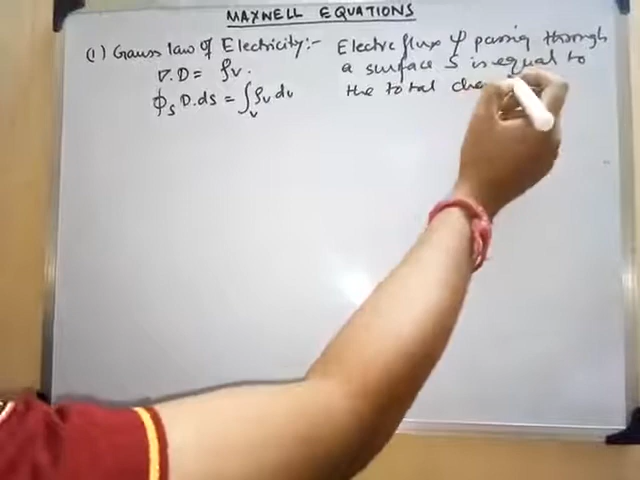 MAXWELL EQUATIONS
(1) Gauss law of Electricity:- Electric flux ψ passing through
∇.D = ρv. a surface S is equal to
∮s D.ds = ∫v ρv dv the total